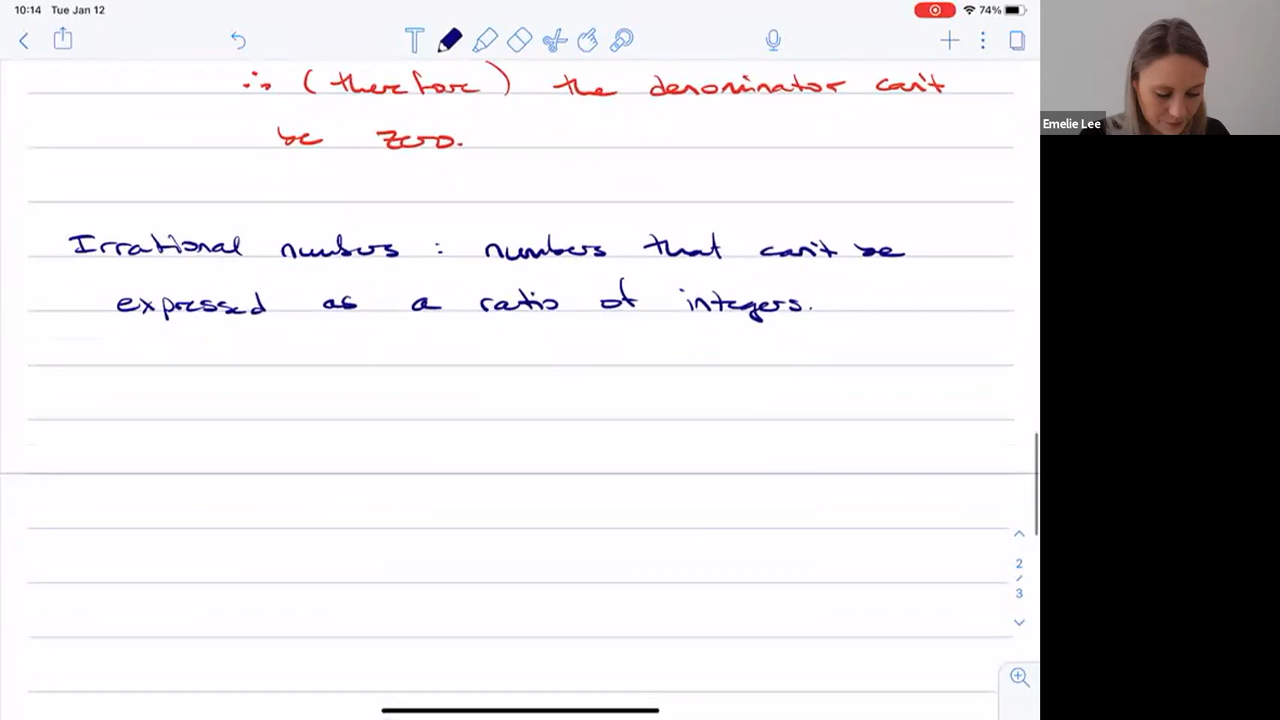 10:14 Tue Jan 12
74%
T
∴ (therefore) the denominator can't
be zero.
Emelie Lee
Irrational numbers : numbers that can't be
expressed as a ratio of integers.
2
/
3